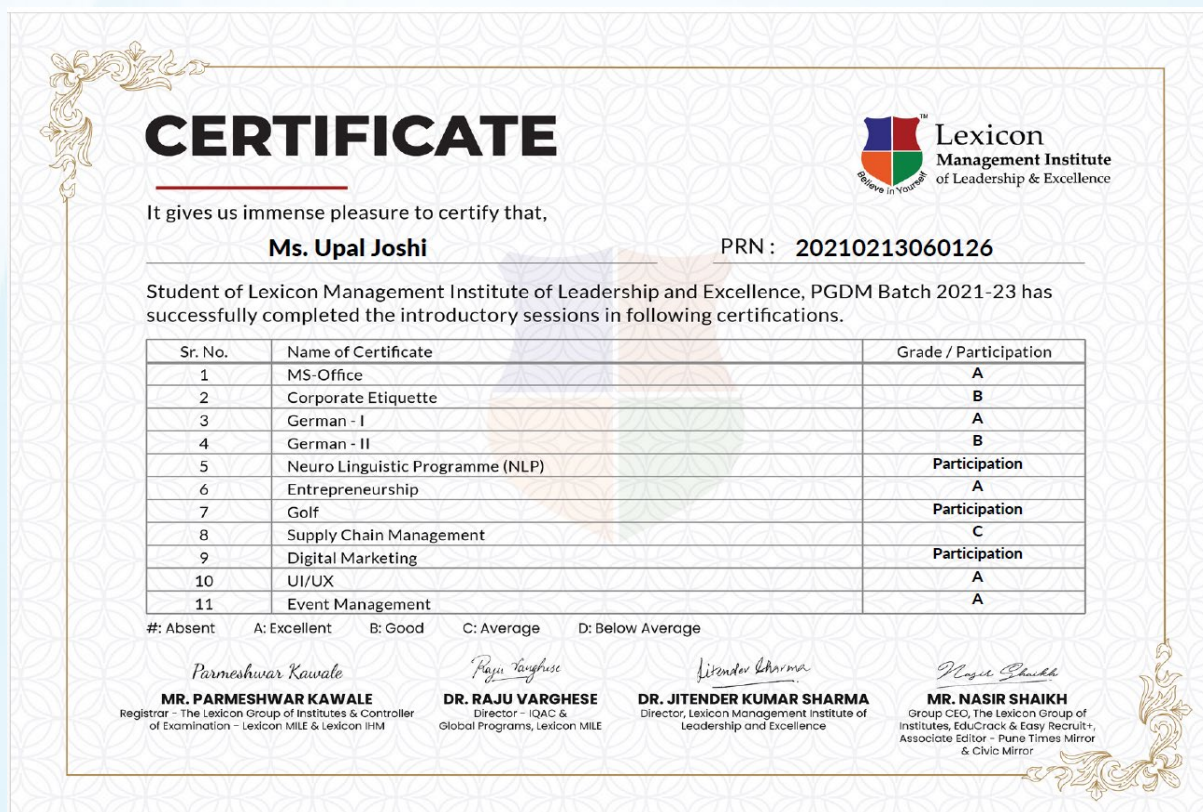 CERTIFICATE
Lexicon
Management Institute
of Leadership & Excellence
Believe in Yourself
TM
It gives us immense pleasure to certify that,
Ms. Upal Joshi PRN : 20210213060126
Student of Lexicon Management Institute of Leadership and Excellence, PGDM Batch 2021-23 has
successfully completed the introductory sessions in following certifications.
Sr. No. Name of Certificate Grade / Participation
1 MS-Office A
2 Corporate Etiquette B
3 German - I A
4 German - II B
5 Neuro Linguistic Programme (NLP) Participation
6 Entrepreneurship A
7 Golf Participation
8 Supply Chain Management C
9 Digital Marketing Participation
10 UI/UX A
11 Event Management A
#: Absent A: Excellent B: Good C: Average D: Below Average
Parmeshwar Kawale
MR. PARMESHWAR KAWALE
Registrar - The Lexicon Group of Institutes & Controller
of Examination - Lexicon MILE & Lexicon IHM
Raju Varghese
DR. RAJU VARGHESE
Director - IQAC &
Global Programs, Lexicon MILE
Jitender Sharma
DR. JITENDER KUMAR SHARMA
Director, Lexicon Management Institute of
Leadership and Excellence
Nasir Shaikh
MR. NASIR SHAIKH
Group CEO, The Lexicon Group of
Institutes, EduCrack & Easy Recruit+,
Associate Editor - Pune Times Mirror
& Civic Mirror